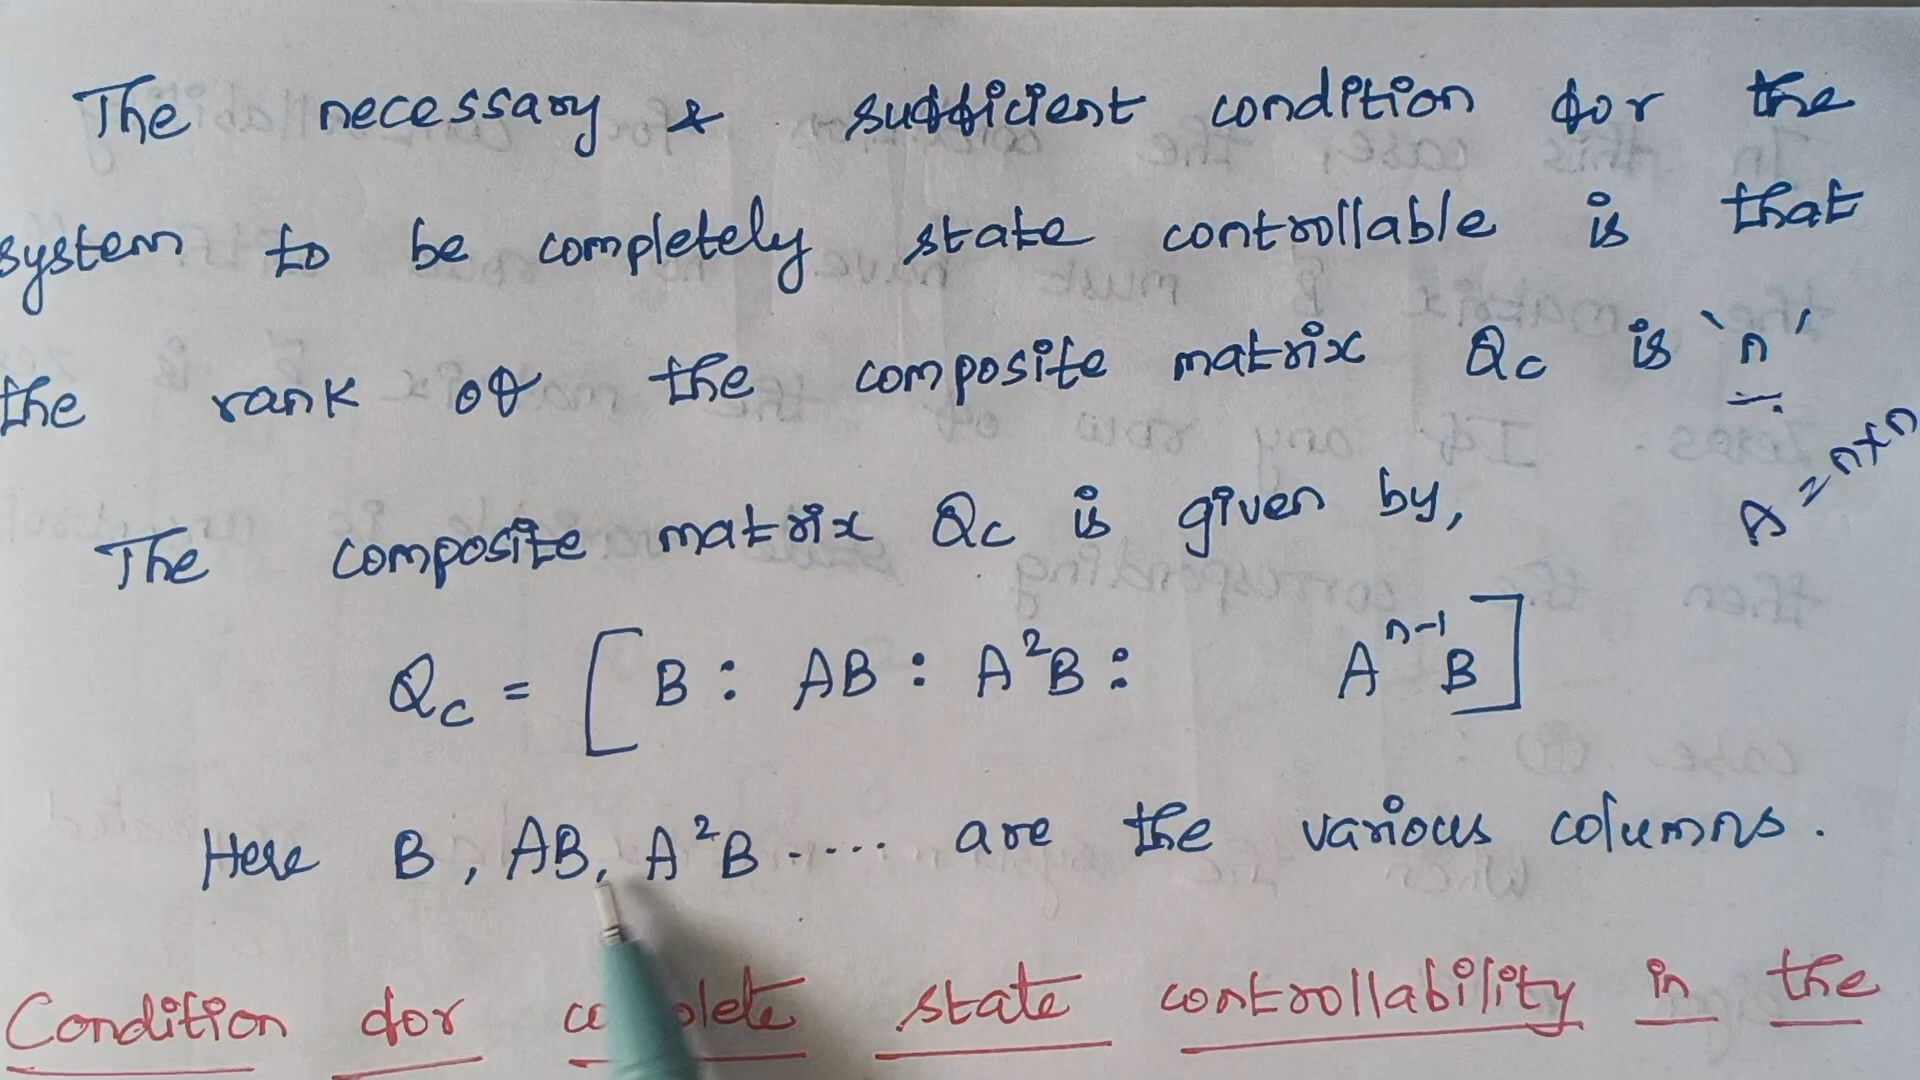 The necessary & sufficient condition for the
system to be completely state controllable is that
the rank of the composite matrix Qc is 'n'
A = n×n
The composite matrix Qc is given by,
Qc = [B : AB : A²B : Aⁿ⁻¹B]
Here B, AB, A²B ..... are the various columns.
Condition for state controllability in the